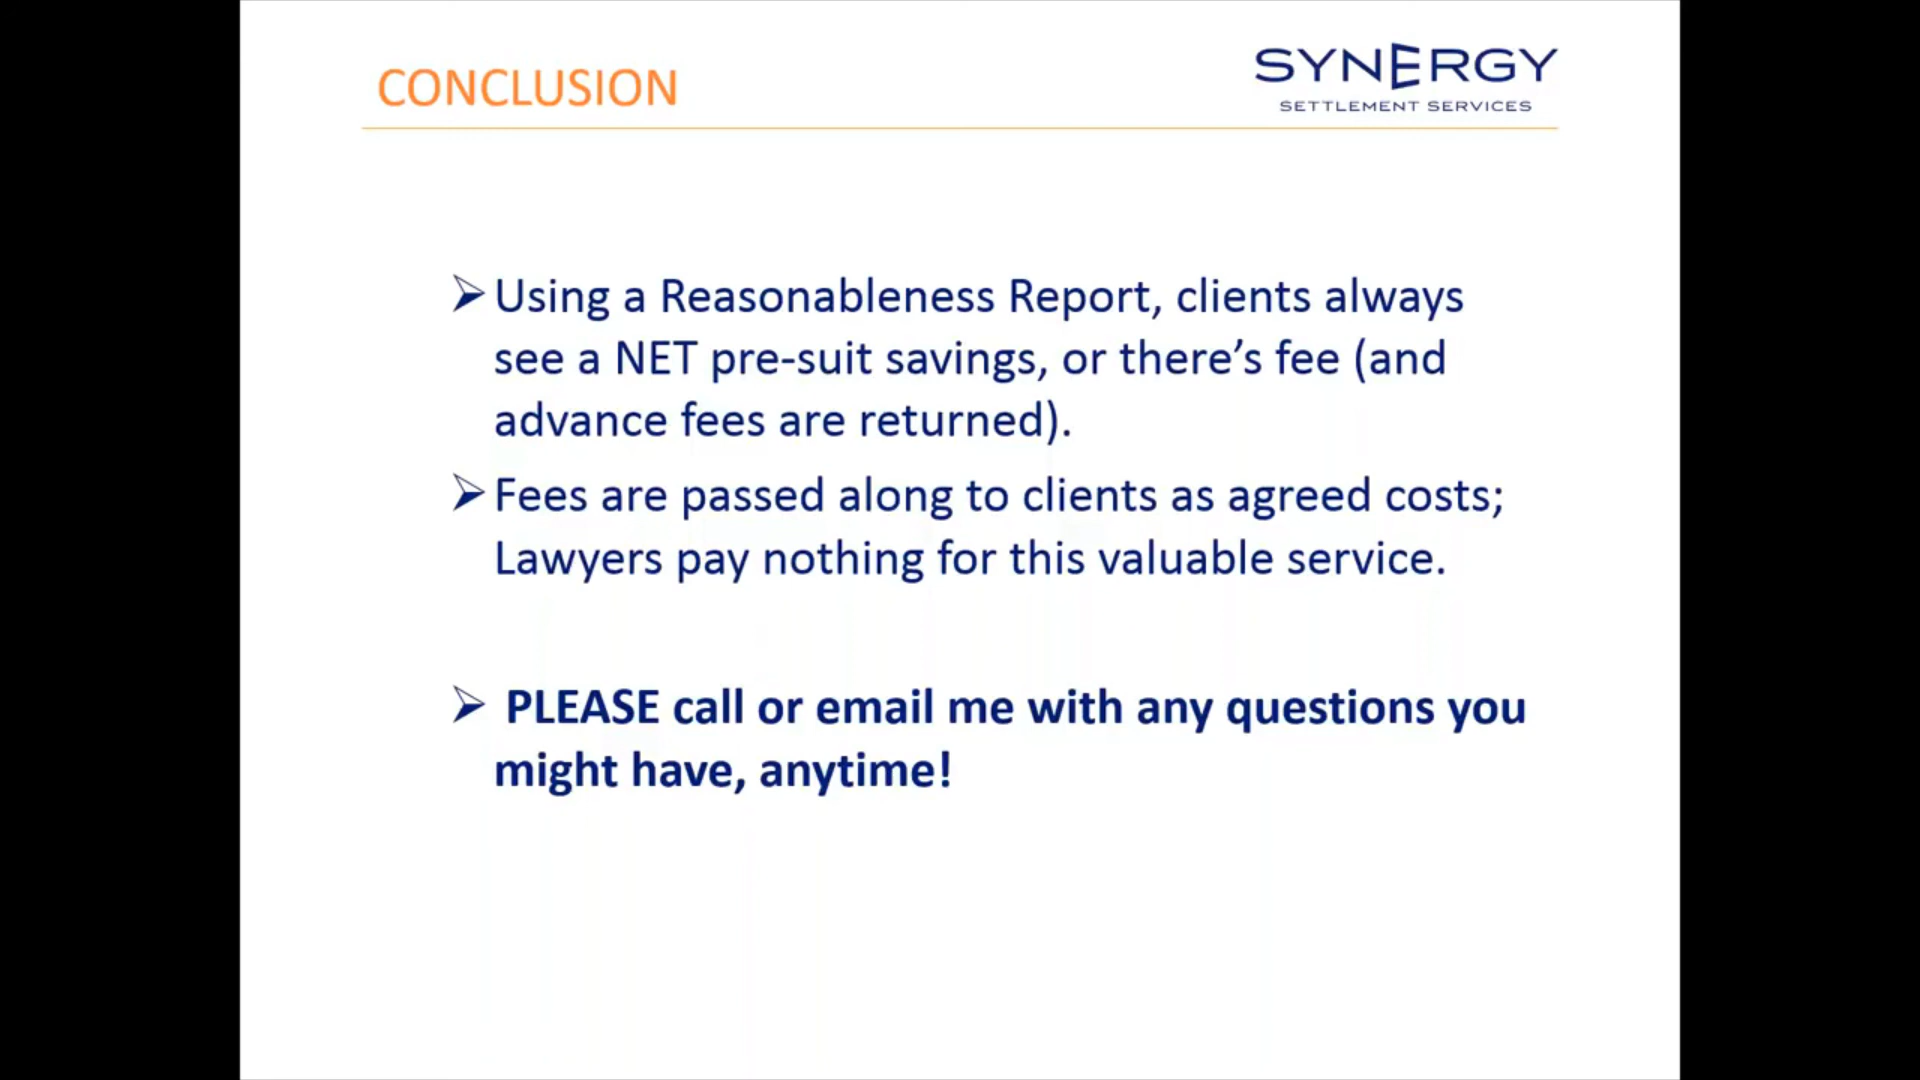 CONCLUSION
SYNERGY
SETTLEMENT SERVICES
➢Using a Reasonableness Report, clients always
see a NET pre-suit savings, or there’s fee (and
advance fees are returned).
➢Fees are passed along to clients as agreed costs;
Lawyers pay nothing for this valuable service.
➢ PLEASE call or email me with any questions you
might have, anytime!